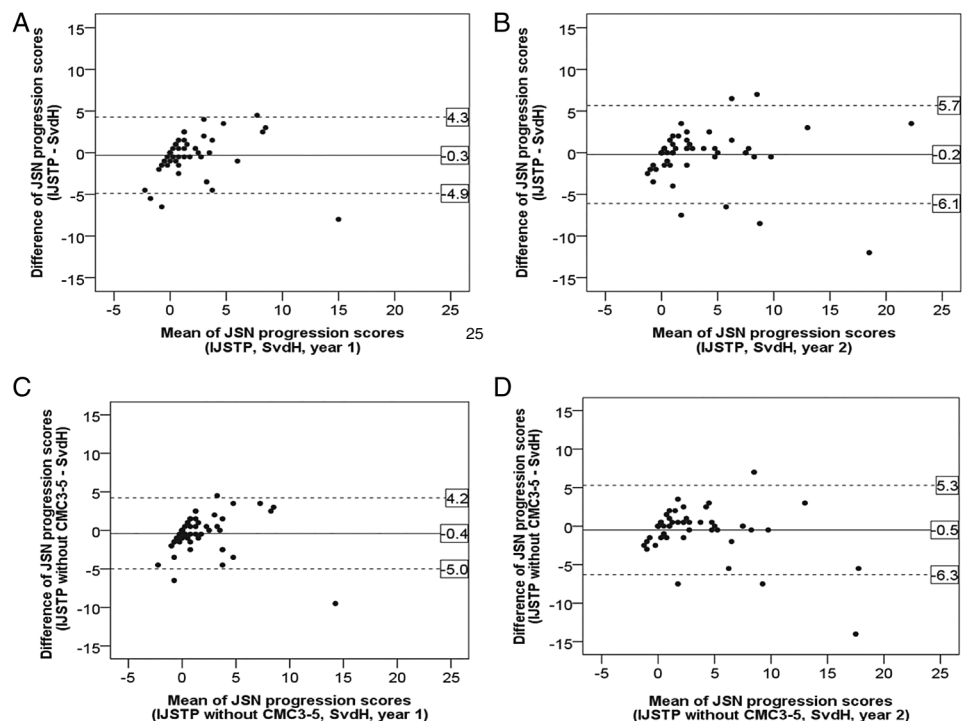 A
Difference of JSN progression scores
(IJSTP - SvdH)
15
10
5
0
-5
-10
-15
4.3
-0.3
-4.9
-5 0 5 10 15 20 25
Mean of JSN progression scores
(IJSTP, SvdH, year 1)
B
Difference of JSN progression scores
(IJSTP - SvdH)
15
10
5
0
-5
-10
-15
5.7
-0.2
-6.1
-5 0 5 10 15 20 25
Mean of JSN progression scores
(IJSTP, SvdH, year 2)
25
C
Difference of JSN progression scores
(IJSTP without CMC3-5 - SvdH)
15
10
5
0
-5
-10
-15
4.2
-0.4
-5.0
-5 0 5 10 15 20 25
Mean of JSN progression scores
(IJSTP without CMC3-5, SvdH, year 1)
D
Difference of JSN progression scores
(IJSTP without CMC3-5 - SvdH)
15
10
5
0
-5
-10
-15
5.3
-0.5
-6.3
-5 0 5 10 15 20 25
Mean of JSN progression scores
(IJSTP without CMC3-5, SvdH, year 2)